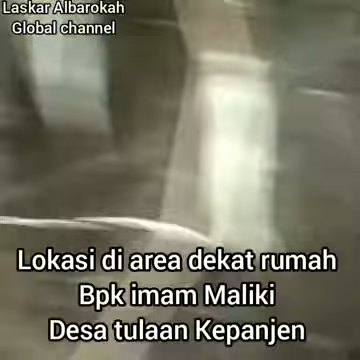 Laskar Albarokah
Global channel
Lokasi di area dekat rumah
Bpk imam Maliki
Desa tulaan Kepanjen